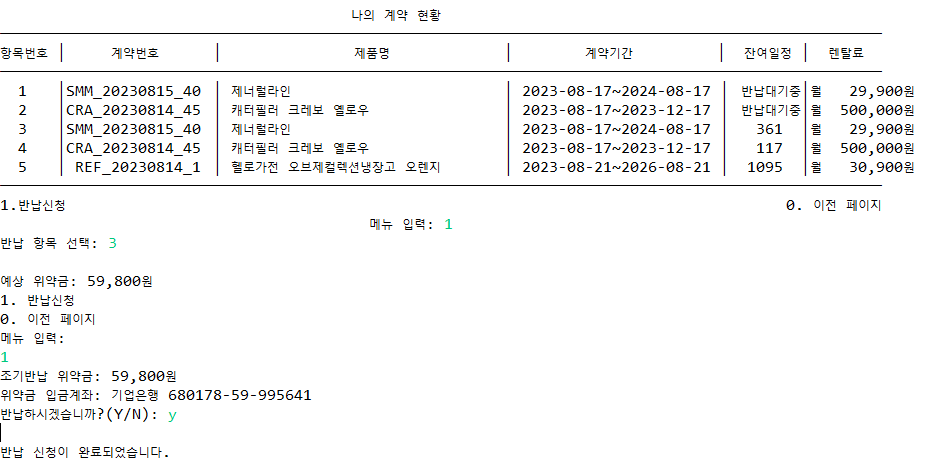 나의 계약 현황
항목번호 | 계약번호 | 제품명 | 계약기간 | 잔여일정 | 렌탈료
1 |SMM_20230815_40 | 제너럴라인 | 2023-08-17~2024-08-17 | 반납대기중|월 29,900원
2 |CRA_20230814_45 | 캐터필러 크레보 옐로우 | 2023-08-17~2023-12-17 | 반납대기중|월 500,000원
3 |SMM_20230815_40 | 제너럴라인 | 2023-08-17~2024-08-17 | 361 |월 29,900원
4 |CRA_20230814_45 | 캐터필러 크레보 옐로우 | 2023-08-17~2023-12-17 | 117 |월 500,000원
5 | REF_20230814_1 | 헬로가전 오브제컬렉션냉장고 오렌지 | 2023-08-21~2026-08-21 | 1095 |월 30,900원
1.반납신청 0. 이전 페이지
메뉴 입력: 1
반납 항목 선택: 3
예상 위약금: 59,800원
1. 반납신청
0. 이전 페이지
메뉴 입력:
1
조기반납 위약금: 59,800원
위약금 입금계좌: 기업은행 680178-59-995641
반납하시겠습니까?(Y/N): y
반납 신청이 완료되었습니다.